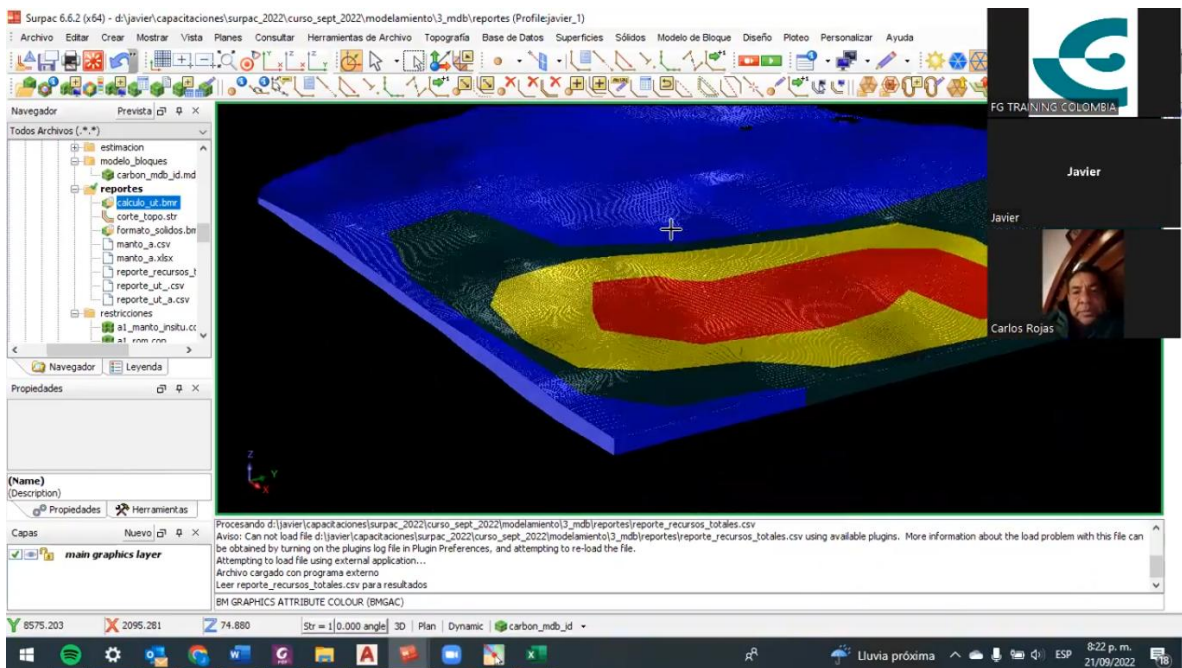 Surpac 6.6.2 (x64) - d:\javier\capacitaciones\surpac_2022\curso_sept_2022\modelamiento\3_mdb\reportes (Profile:javier_1)
Archivo Editar Crear Mostrar Vista Planes Consultar Herramientas de Archivo Topografía Base de Datos Superficies Sólidos Modelo de Bloque Diseño Ploteo Personalizar Ayuda
FG TRAINING COLOMBIA
Navegador Prevista
Todos Archivos (.*.*)
estimacion
modelo_bloques
carbon_mdb_id.md
reportes
calculo_ut.bmr
corte_topo.str
formato_solidos.bm
manto_a.csv
manto_a.xlsx
reporte_recursos_t
reporte_ut_.csv
reporte_ut_a.csv
restricciones
a1_manto_insitu.cc
a1_rom.con
Navegador Leyenda
Javier
Javier
Carlos Rojas
Propiedades
(Name)
(Description)
Propiedades Herramientas
Z
Y
X
Capas Nuevo
main graphics layer
Procesando d:\javier\capacitaciones\surpac_2022\curso_sept_2022\modelamiento\3_mdb\reportes\reporte_recursos_totales.csv
Aviso: Can not load file d:\javier\capacitaciones\surpac_2022\curso_sept_2022\modelamiento\3_mdb\reportes\reporte_recursos_totales.csv using available plugins. More information about the load problem with this file can
be obtained by turning on the plugins log file in Plugin Preferences, and attempting to re-load the file.
Attempting to load file using external application...
Archivo cargado con programa externo
Leer reporte_recursos_totales.csv para resultados
BM GRAPHICS ATTRIBUTE COLOUR (BMGAC)
Y 8575.203 X 2095.281 Z 74.880 Str = 1 0.000 angle 3D Plan Dynamic carbon_mdb_id
Lluvia próxima ESP 8:22 p. m.
21/09/2022
18